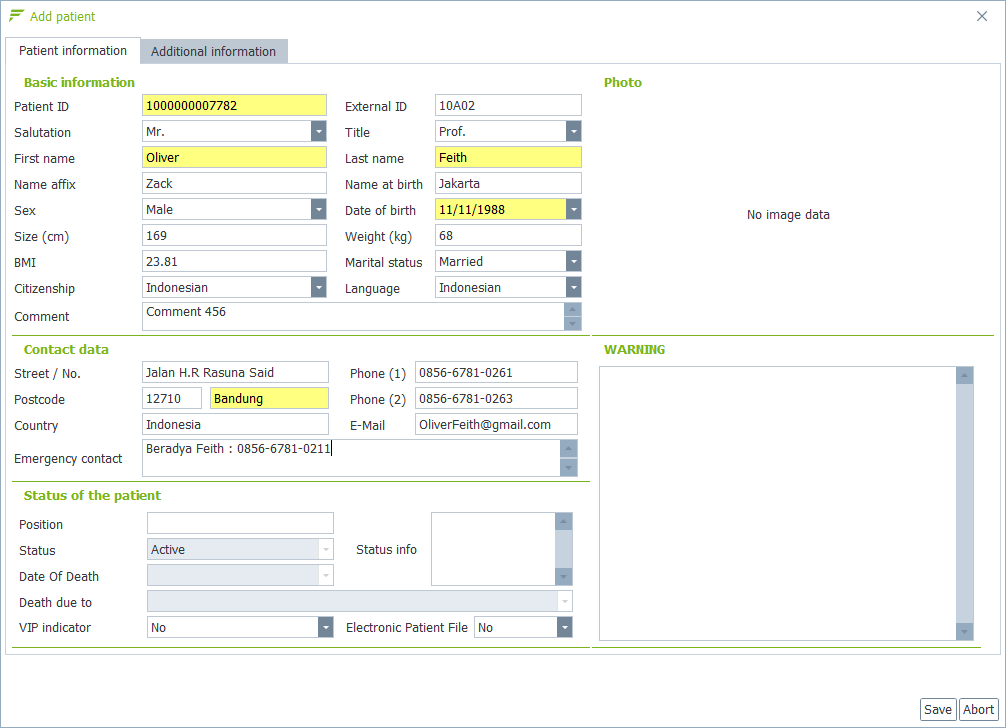 Add patient
Patient information Additional information
Basic information
Patient ID 1000000007782 External ID 10A02
Salutation Mr. Title Prof.
First name Oliver Last name Feith
Name affix Zack Name at birth Jakarta
Sex Male Date of birth 11/11/1988
Size (cm) 169 Weight (kg) 68
BMI 23.81 Marital status Married
Citizenship Indonesian Language Indonesian
Comment Comment 456
Photo
No image data
Contact data
Street / No. Jalan H.R Rasuna Said Phone (1) 0856-6781-0261
Postcode 12710 Bandung Phone (2) 0856-6781-0263
Country Indonesia E-Mail OliverFeith@gmail.com
Emergency contact Beradya Feith : 0856-6781-0211
WARNING
Status of the patient
Position
Status Active Status info
Date Of Death
Death due to
VIP indicator No Electronic Patient File No
Save Abort